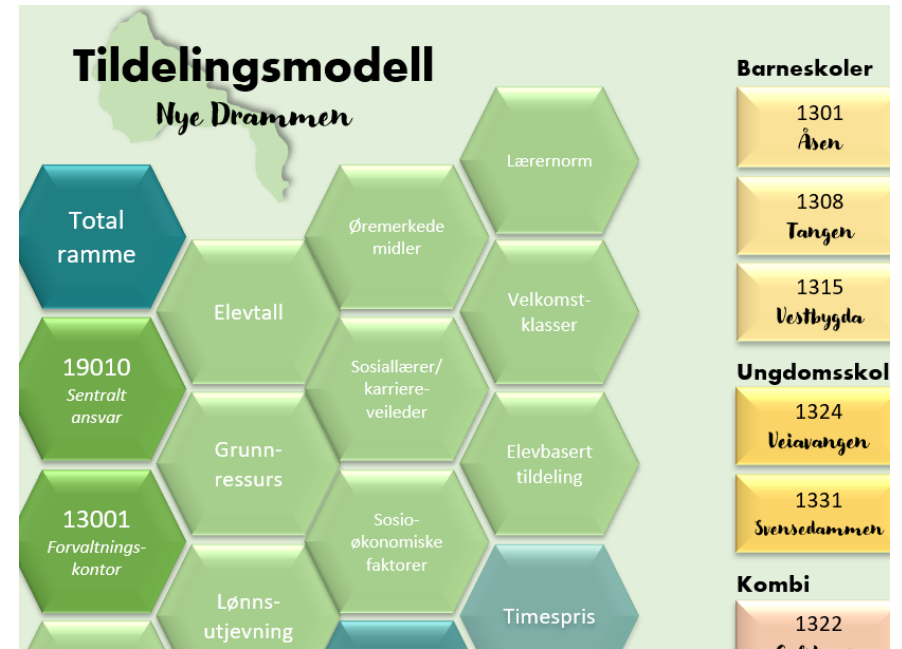 Tildelingsmodell
Nye Drammen
Total
ramme
19010
Sentralt
ansvar
13001
Forvaltnings-
kontor
Elevtall
Grunn-
ressurs
Lønns-
utjevning
Øremerkede
midler
Sosiallærer/
karriere-
veileder
Sosio-
økonomiske
faktorer
Lærernorm
Velkomst-
klasser
Elevbasert
tildeling
Timespris
Barneskoler
1301
Åsen
1308
Tangen
1315
Vestbygda
Ungdomsskol
1324
Veiavangen
1331
Svensedammen
Kombi
1322